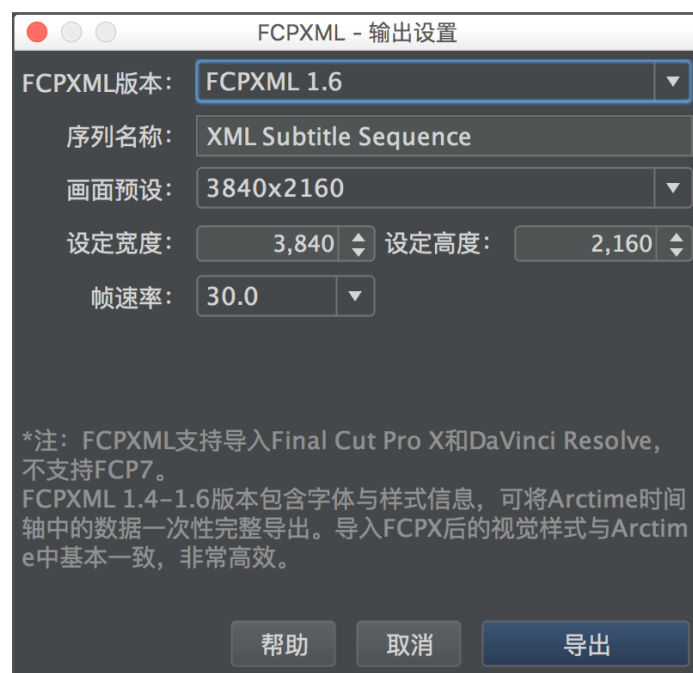 FCPXML - 输出设置
FCPXML版本： FCPXML 1.6
序列名称： XML Subtitle Sequence
画面预设： 3840x2160
设定宽度： 3,840 设定高度： 2,160
帧速率： 30.0
*注：FCPXML支持导入Final Cut Pro X和DaVinci Resolve，
不支持FCP7。
FCPXML 1.4-1.6版本包含字体与样式信息，可将Arctime时间
轴中的数据一次性完整导出。导入FCPX后的视觉样式与Arctim
e中基本一致，非常高效。
帮助 取消 导出